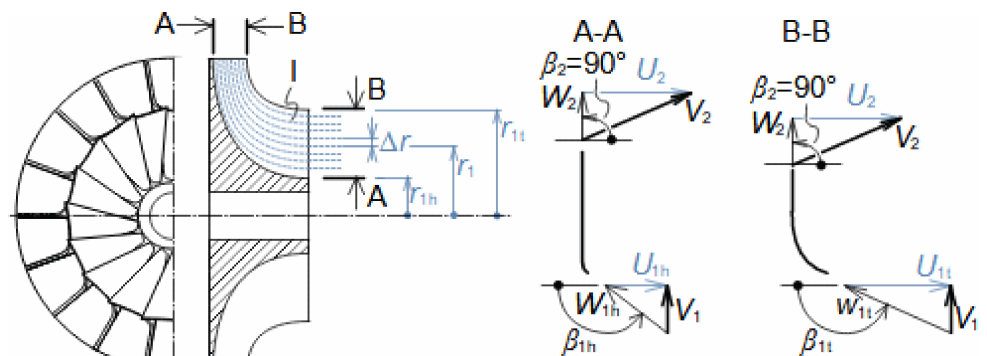 A B
I
B
A
Δr
r1t
r1
r1h
A-A
β2=90°
U2
W2
V2
U1h
W1h
V1
β1h
B-B
β2=90°
U2
W2
V2
U1t
w1t
V1
β1t